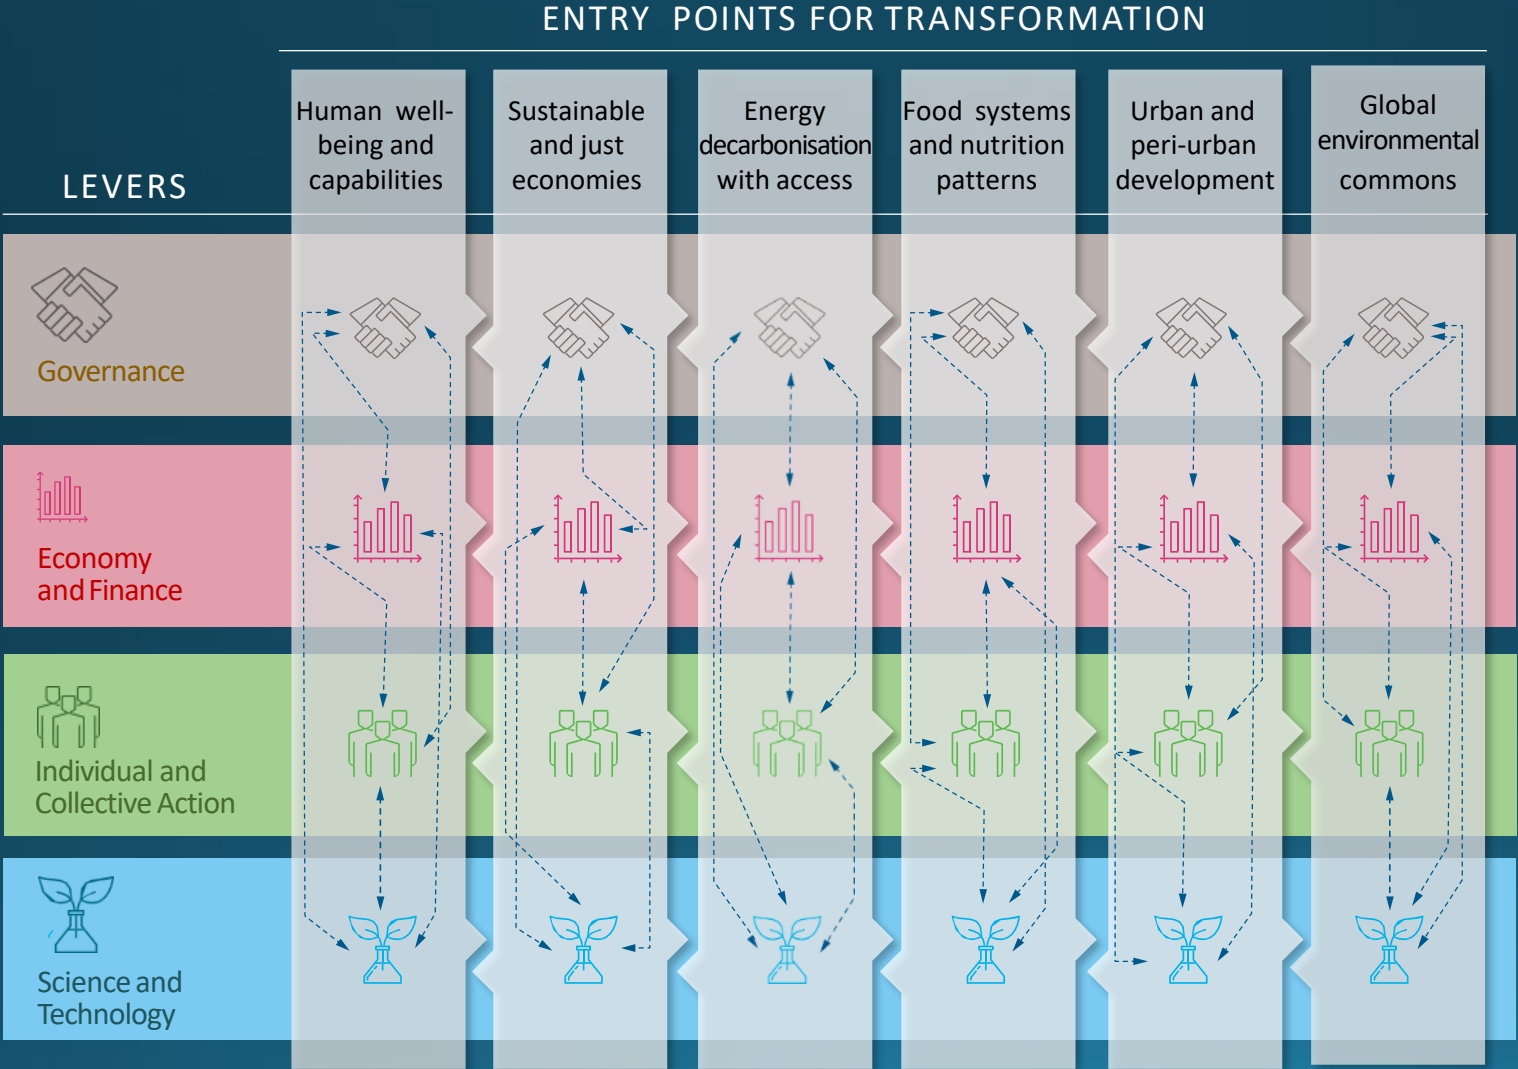 ENTRY POINTS FOR TRANSFORMATION
LEVERS
Human well-
being and
capabilities
Sustainable
and just
economies
Energy
decarbonisation
with access
Food systems
and nutrition
patterns
Urban and
peri-urban
development
Global
environmental
commons
Governance
Economy
and Finance
Individual and
Collective Action
Science and
Technology